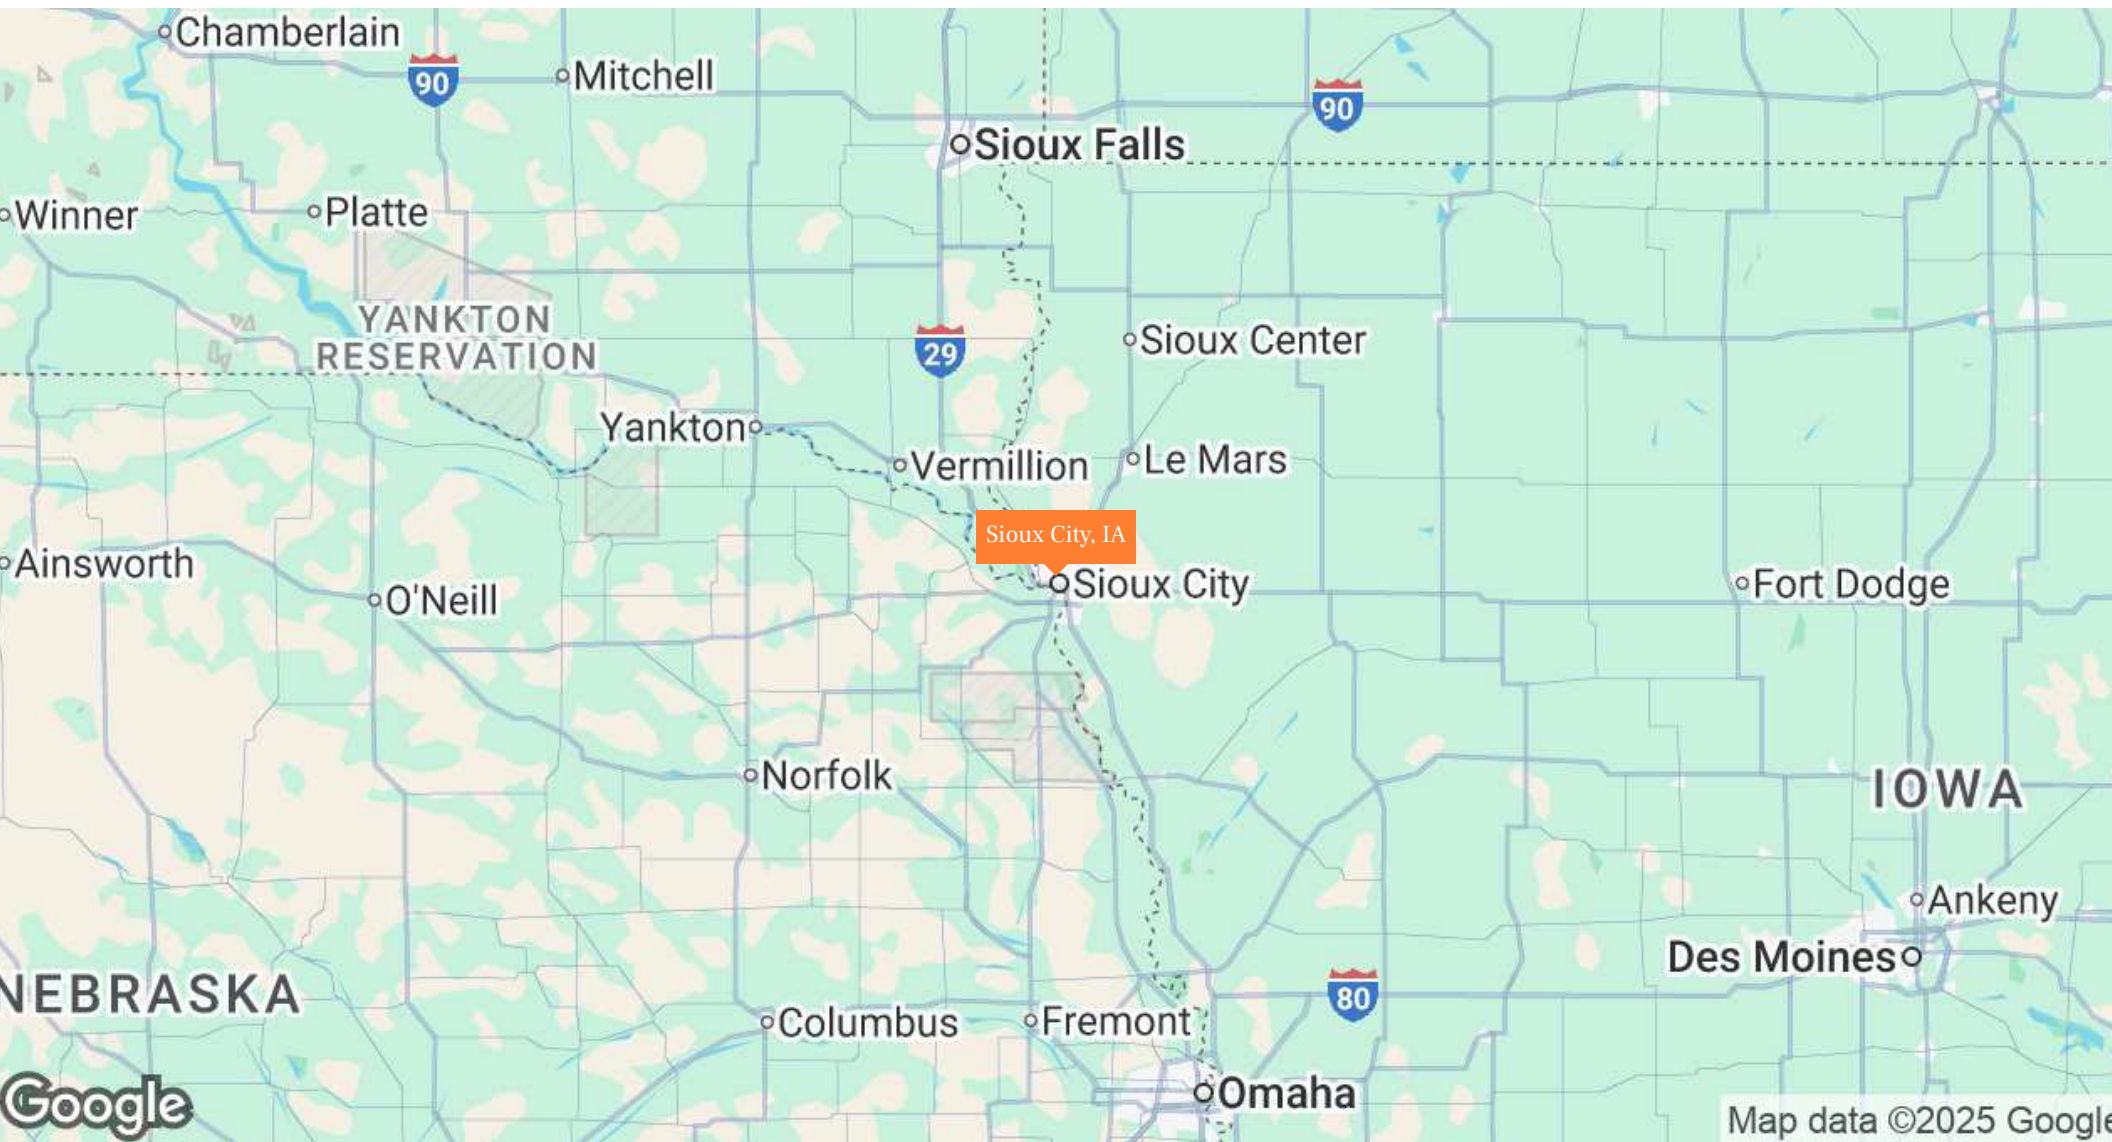 Chamberlain
90
Mitchell
90
Sioux Falls
Winner
Platte
YANKTON
RESERVATION
29
Sioux Center
Yankton
Vermillion
Le Mars
Sioux City, IA
Ainsworth
O'Neill
Sioux City
Fort Dodge
Norfolk
IOWA
Ankeny
Des Moines
NEBRASKA
80
Columbus
Fremont
Omaha
Google
Map data ©2025 Google